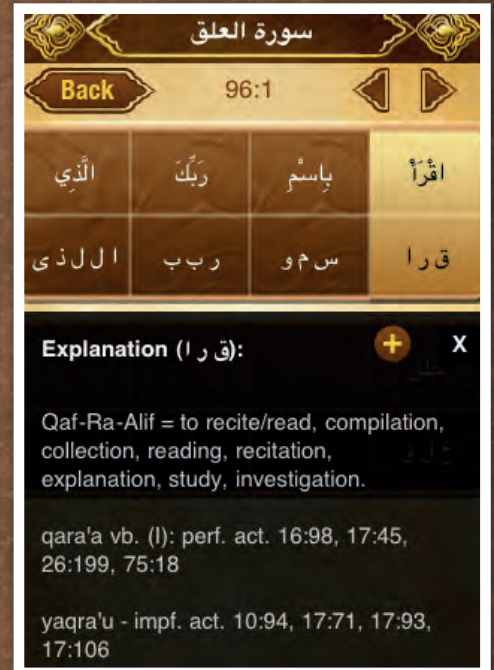 سورة العلق
Back 96:1
اقْرَأْ بِاسْمِ رَبِّكَ الَّذِي
ق ر ا س م و ر ب ب ا ل ل ذ ى
Explanation (ق ر ا): + X
Qaf-Ra-Alif = to recite/read, compilation,
collection, reading, recitation,
explanation, study, investigation.
qara'a vb. (I): perf. act. 16:98, 17:45,
26:199, 75:18
yaqra'u - impf. act. 10:94, 17:71, 17:93,
17:106